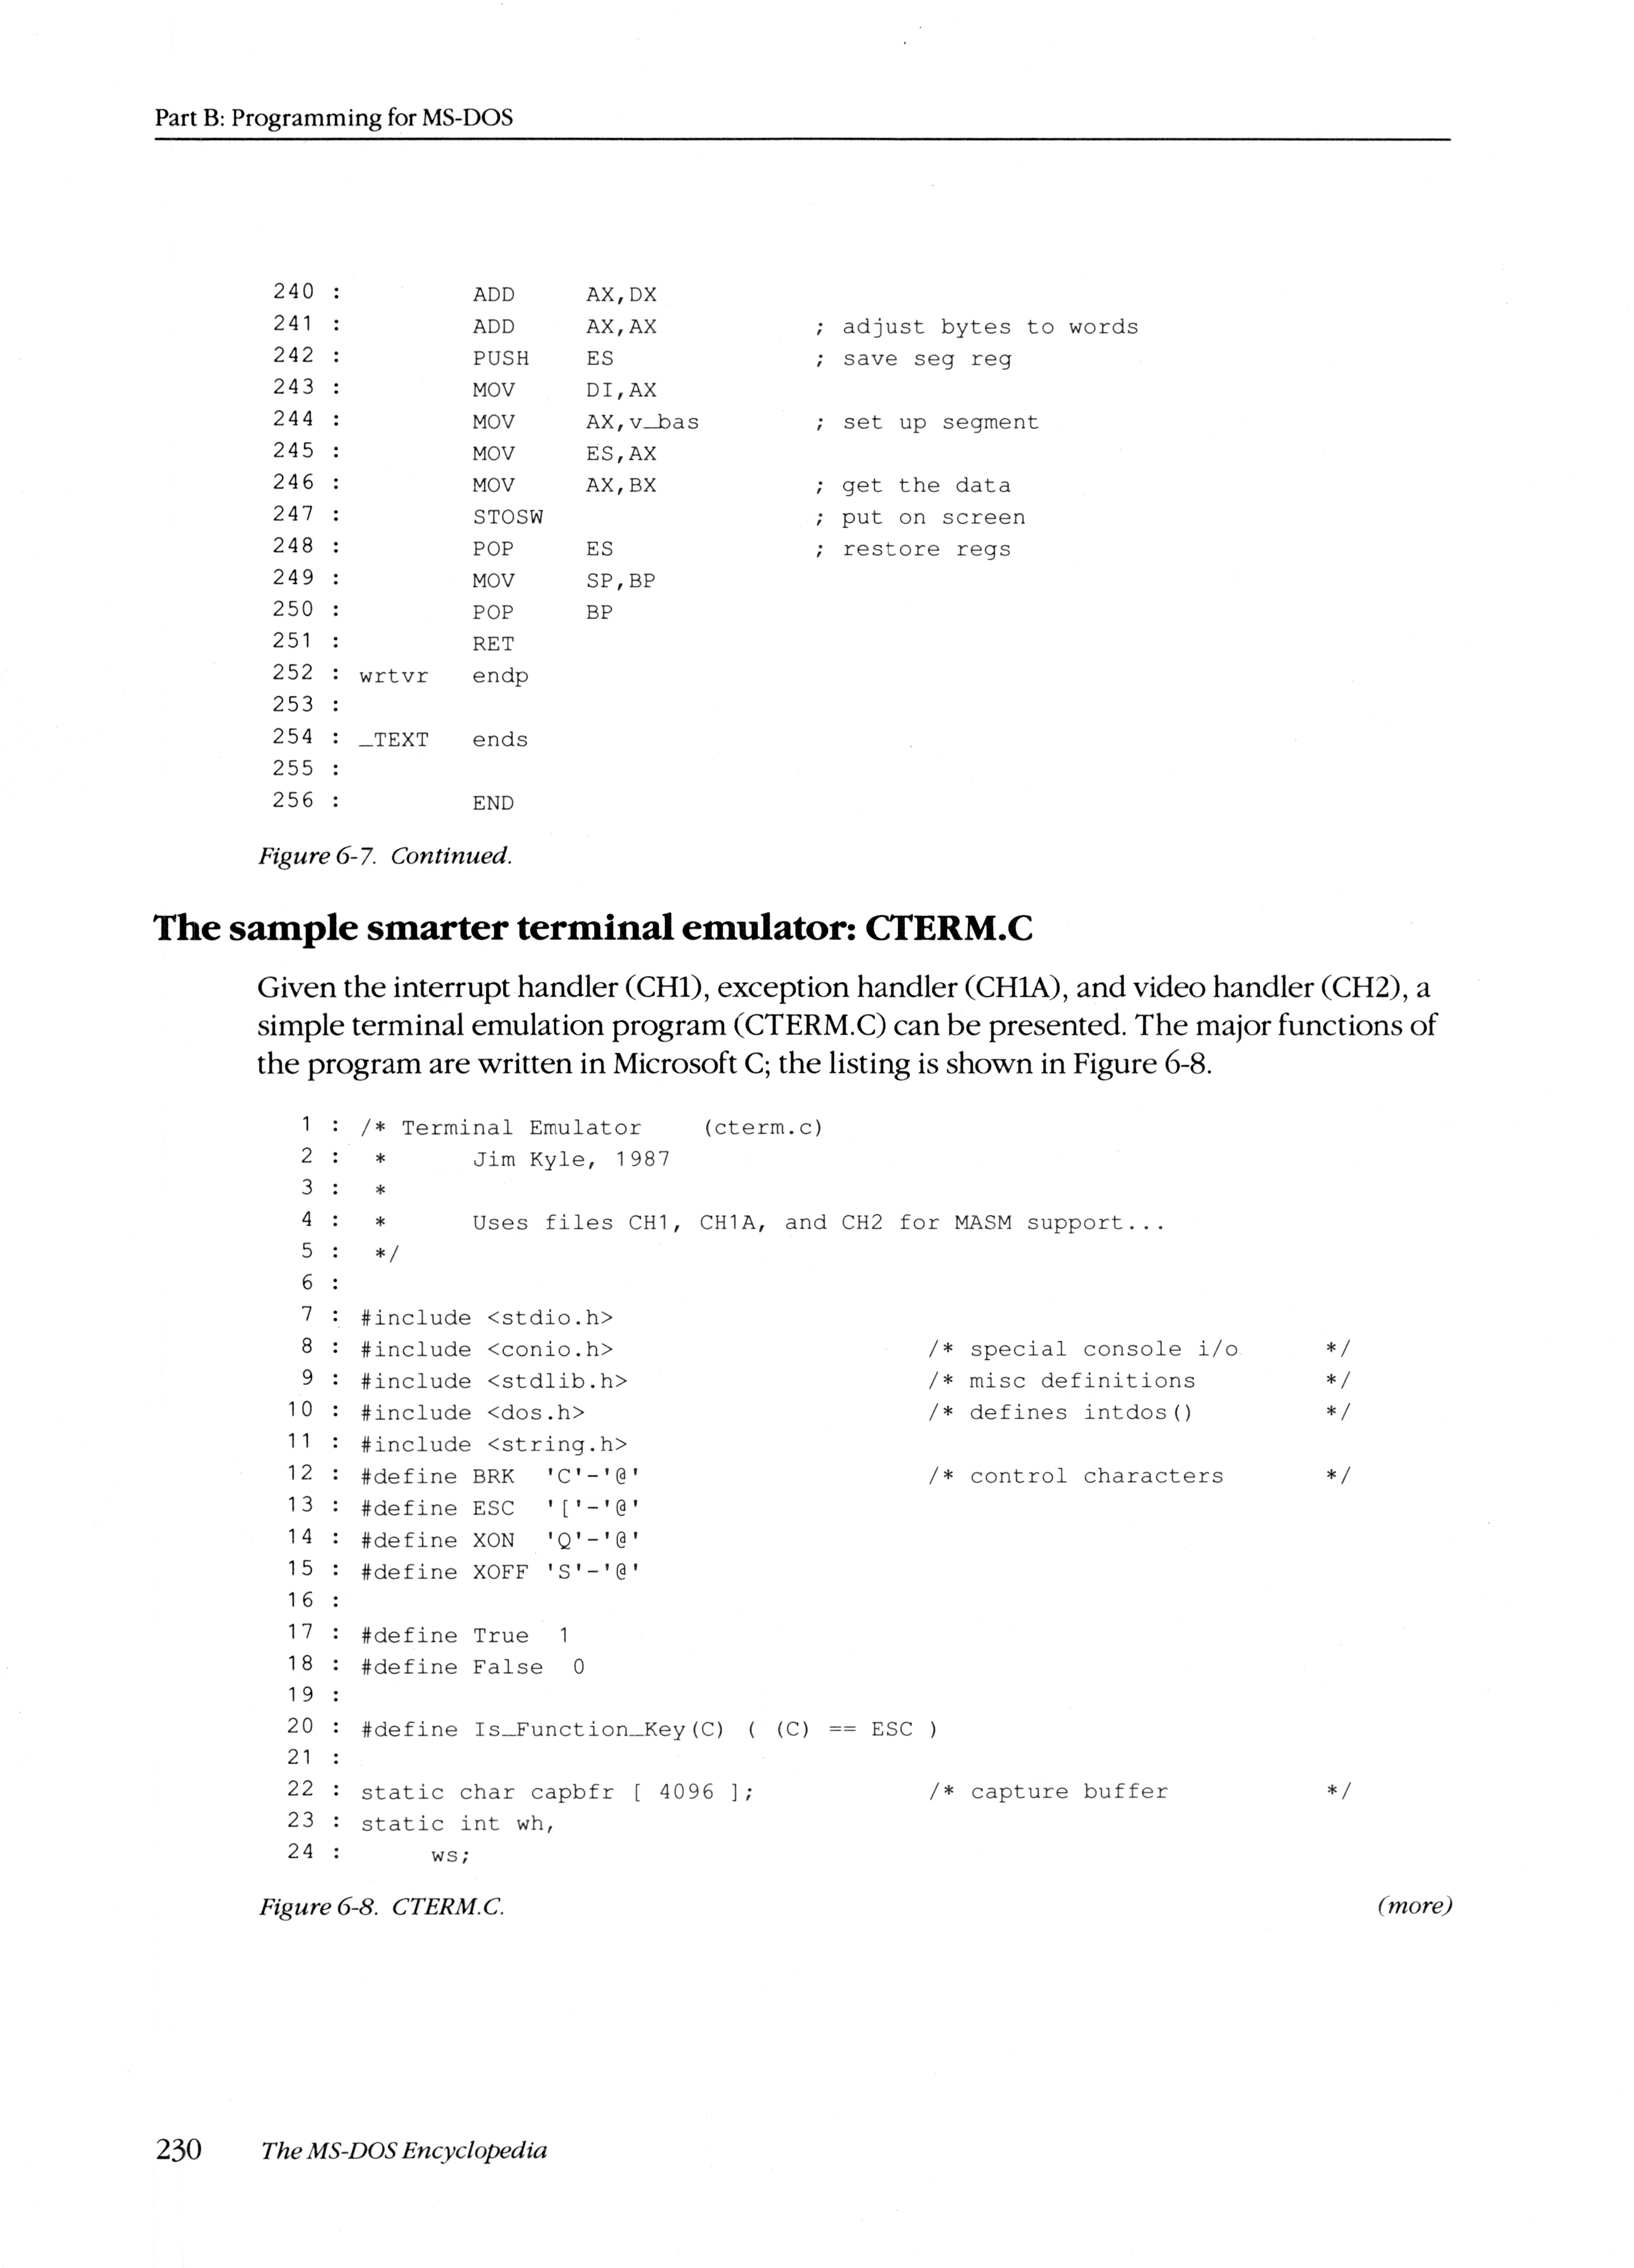 Part B: Programming for MS-DOS
240 :         ADD     AX,DX
241 :         ADD     AX,AX           ; adjust bytes to words
242 :         PUSH    ES              ; save seg reg
243 :         MOV     DI,AX
244 :         MOV     AX,v_bas        ; set up segment
245 :         MOV     ES,AX
246 :         MOV     AX,BX           ; get the data
247 :         STOSW                   ; put on screen
248 :         POP     ES              ; restore regs
249 :         MOV     SP,BP
250 :         POP     BP
251 :         RET
252 : wrtvr   endp
253 :
254 : _TEXT   ends
255 :
256 :         END
Figure 6-7. Continued.
The sample smarter terminal emulator: CTERM.C
Given the interrupt handler (CH1), exception handler (CH1A), and video handler (CH2), a
simple terminal emulation program (CTERM.C) can be presented. The major functions of
the program are written in Microsoft C; the listing is shown in Figure 6-8.
1 : /* Terminal Emulator    (cterm.c)
2 :  *      Jim Kyle, 1987
3 :  *
4 :  *      Uses files CH1, CH1A, and CH2 for MASM support...
5 :  */
6 :
7 : #include <stdio.h>
8 : #include <conio.h>                      /* special console i/o      */
9 : #include <stdlib.h>                     /* misc definitions         */
10 : #include <dos.h>                        /* defines intdos()         */
11 : #include <string.h>
12 : #define BRK  'C'-'@'                    /* control characters       */
13 : #define ESC  '['-'@'
14 : #define XON  'Q'-'@'
15 : #define XOFF 'S'-'@'
16 :
17 : #define True  1
18 : #define False  0
19 :
20 : #define Is_Function_Key(C) ( (C) == ESC )
21 :
22 : static char capbfr [ 4096 ];            /* capture buffer           */
23 : static int wh,
24 :      ws;
Figure 6-8. CTERM.C.                    (more)
230    The MS-DOS Encyclopedia